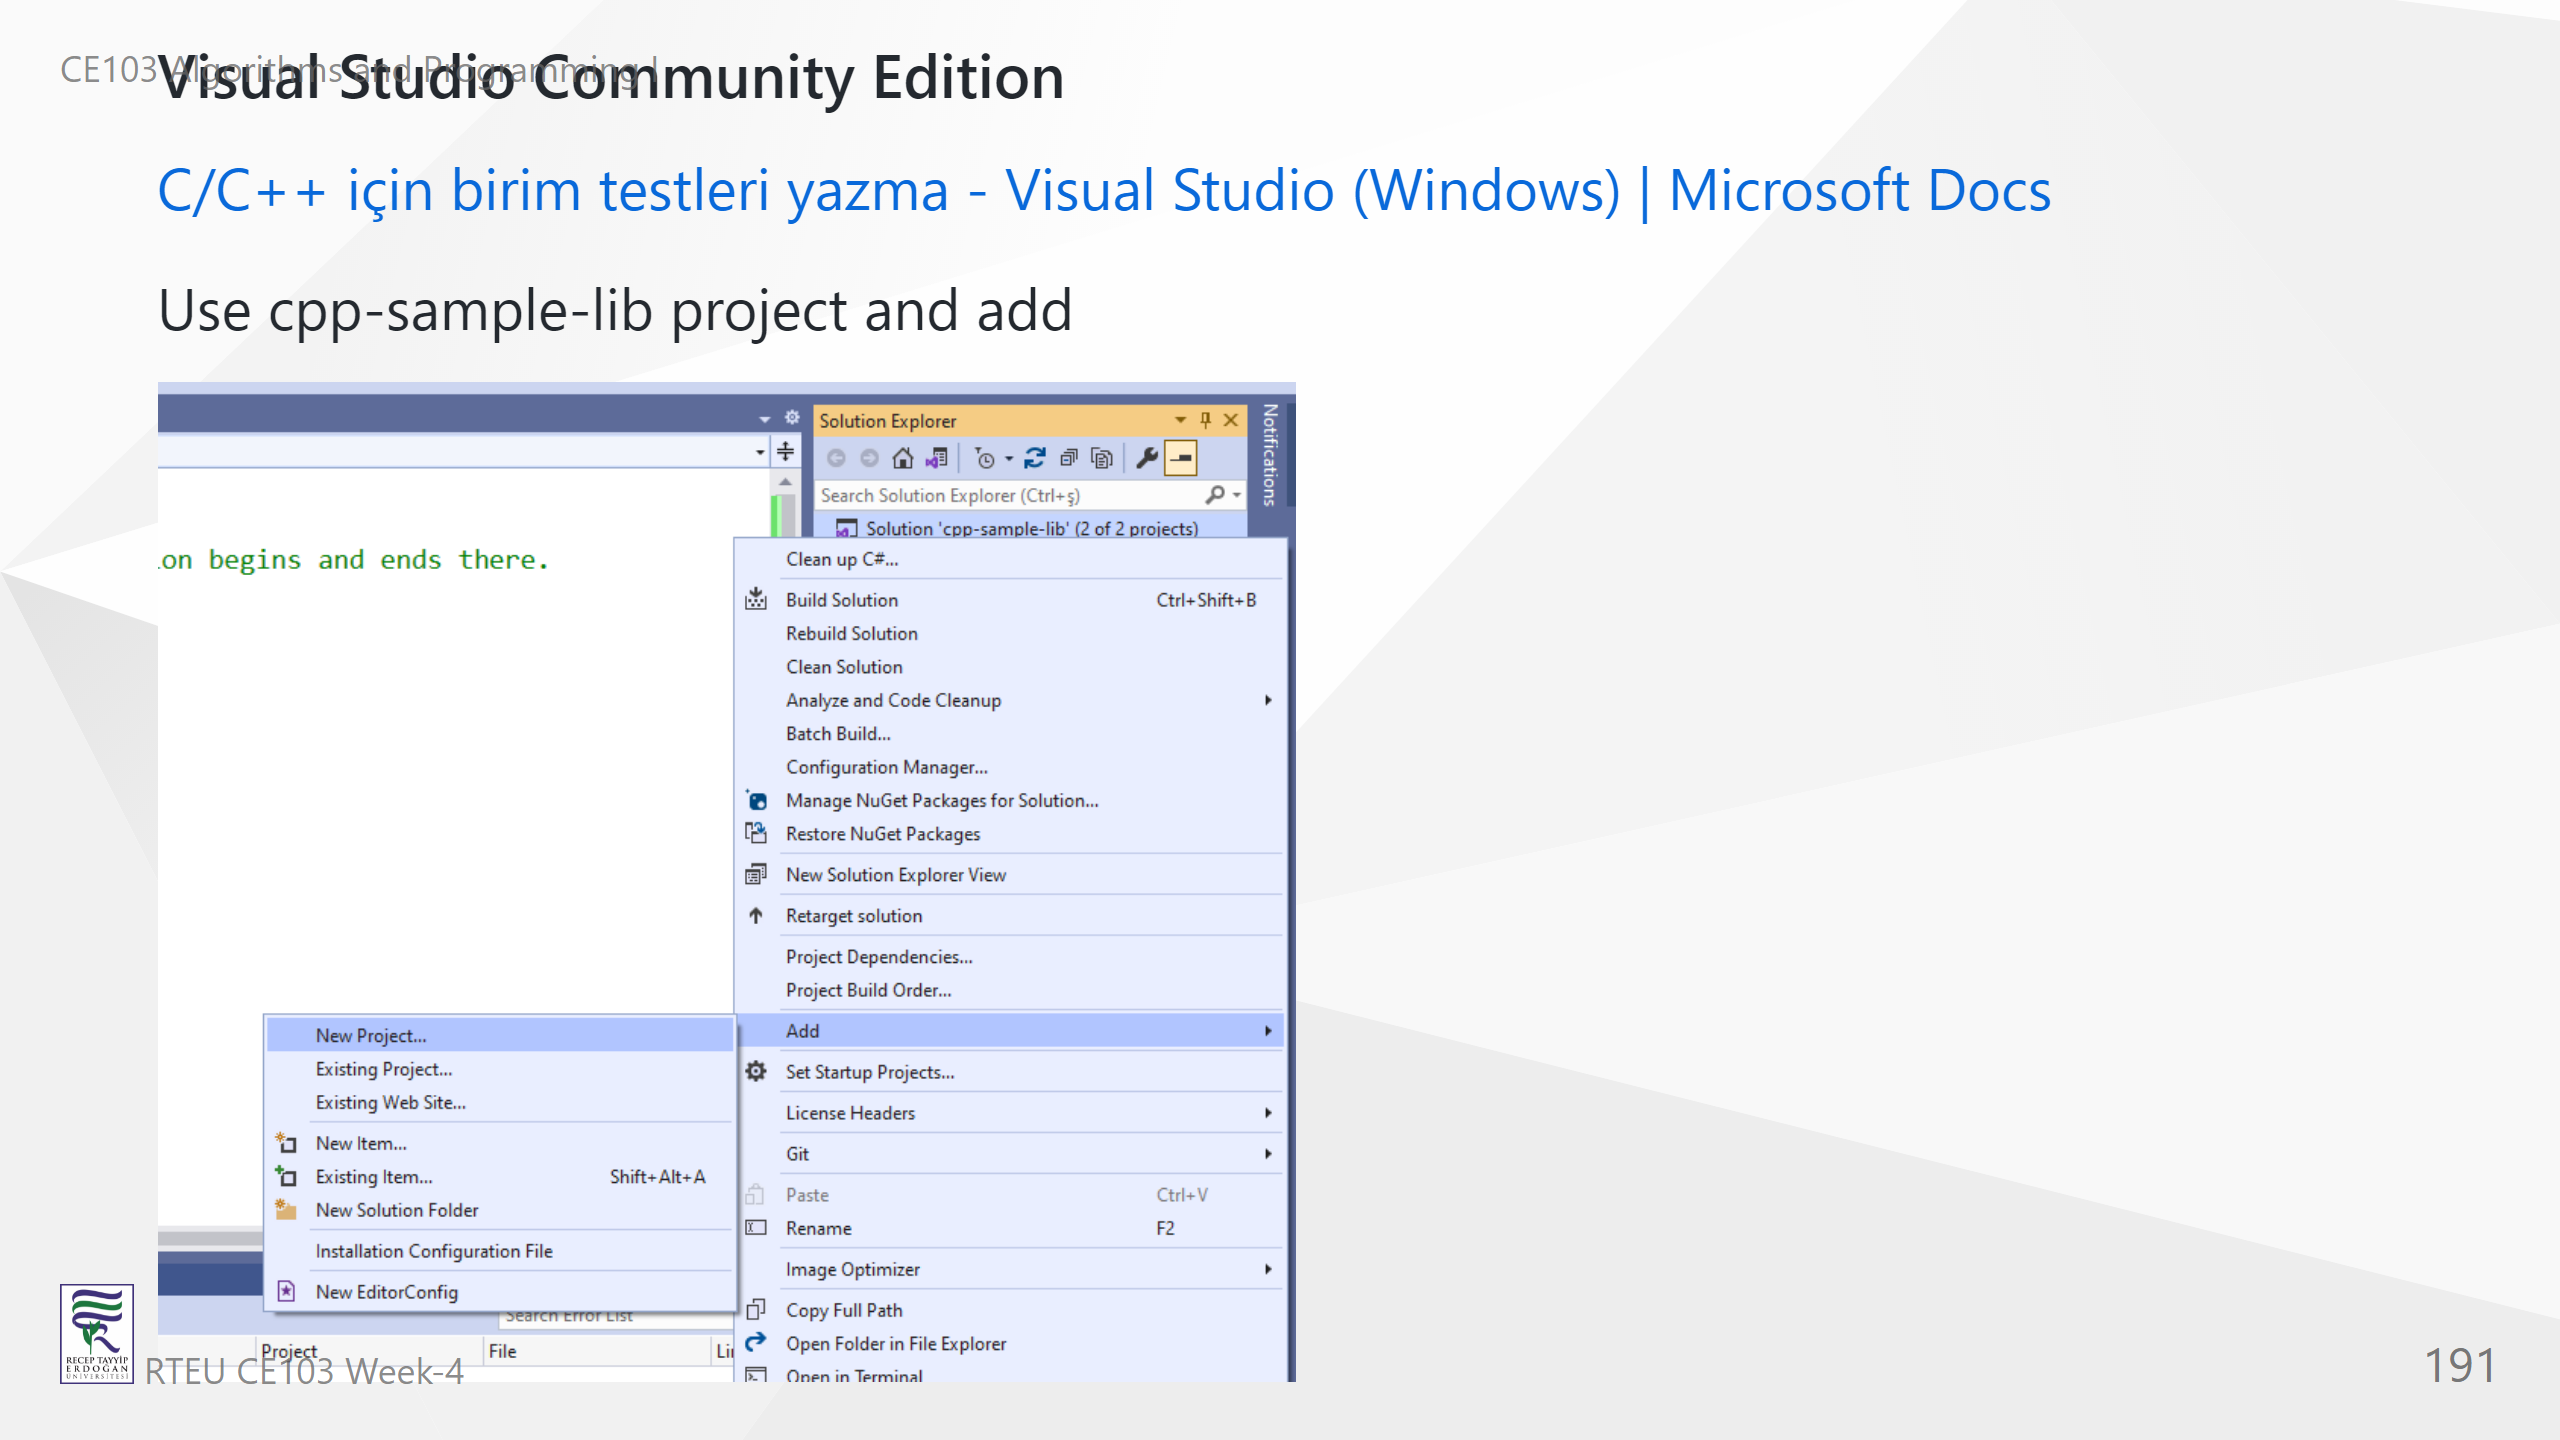 CE103 Algorithms and Programming I
Visual Studio Community Edition
C/C++ için birim testleri yazma - Visual Studio (Windows) | Microsoft Docs
Use cpp-sample-lib project and add
Solution Explorer
Notifications
Search Solution Explorer (Ctrl+ş)
Solution 'cpp-sample-lib' (2 of 2 projects)
on begins and ends there.
Clean up C#...
Build Solution Ctrl+Shift+B
Rebuild Solution
Clean Solution
Analyze and Code Cleanup
Batch Build...
Configuration Manager...
Manage NuGet Packages for Solution...
Restore NuGet Packages
New Solution Explorer View
Retarget solution
Project Dependencies...
Project Build Order...
Add
Set Startup Projects...
License Headers
Git
Paste Ctrl+V
Rename F2
Image Optimizer
Copy Full Path
Open Folder in File Explorer
Open in Terminal
New Project...
Existing Project...
Existing Web Site...
New Item...
Existing Item... Shift+Alt+A
New Solution Folder
Installation Configuration File
New EditorConfig
Search Error List
Project File
RECEP TAYYİP
ERDOĞAN
ÜNİVERSİTESİ
RTEU CE103 Week-4
191